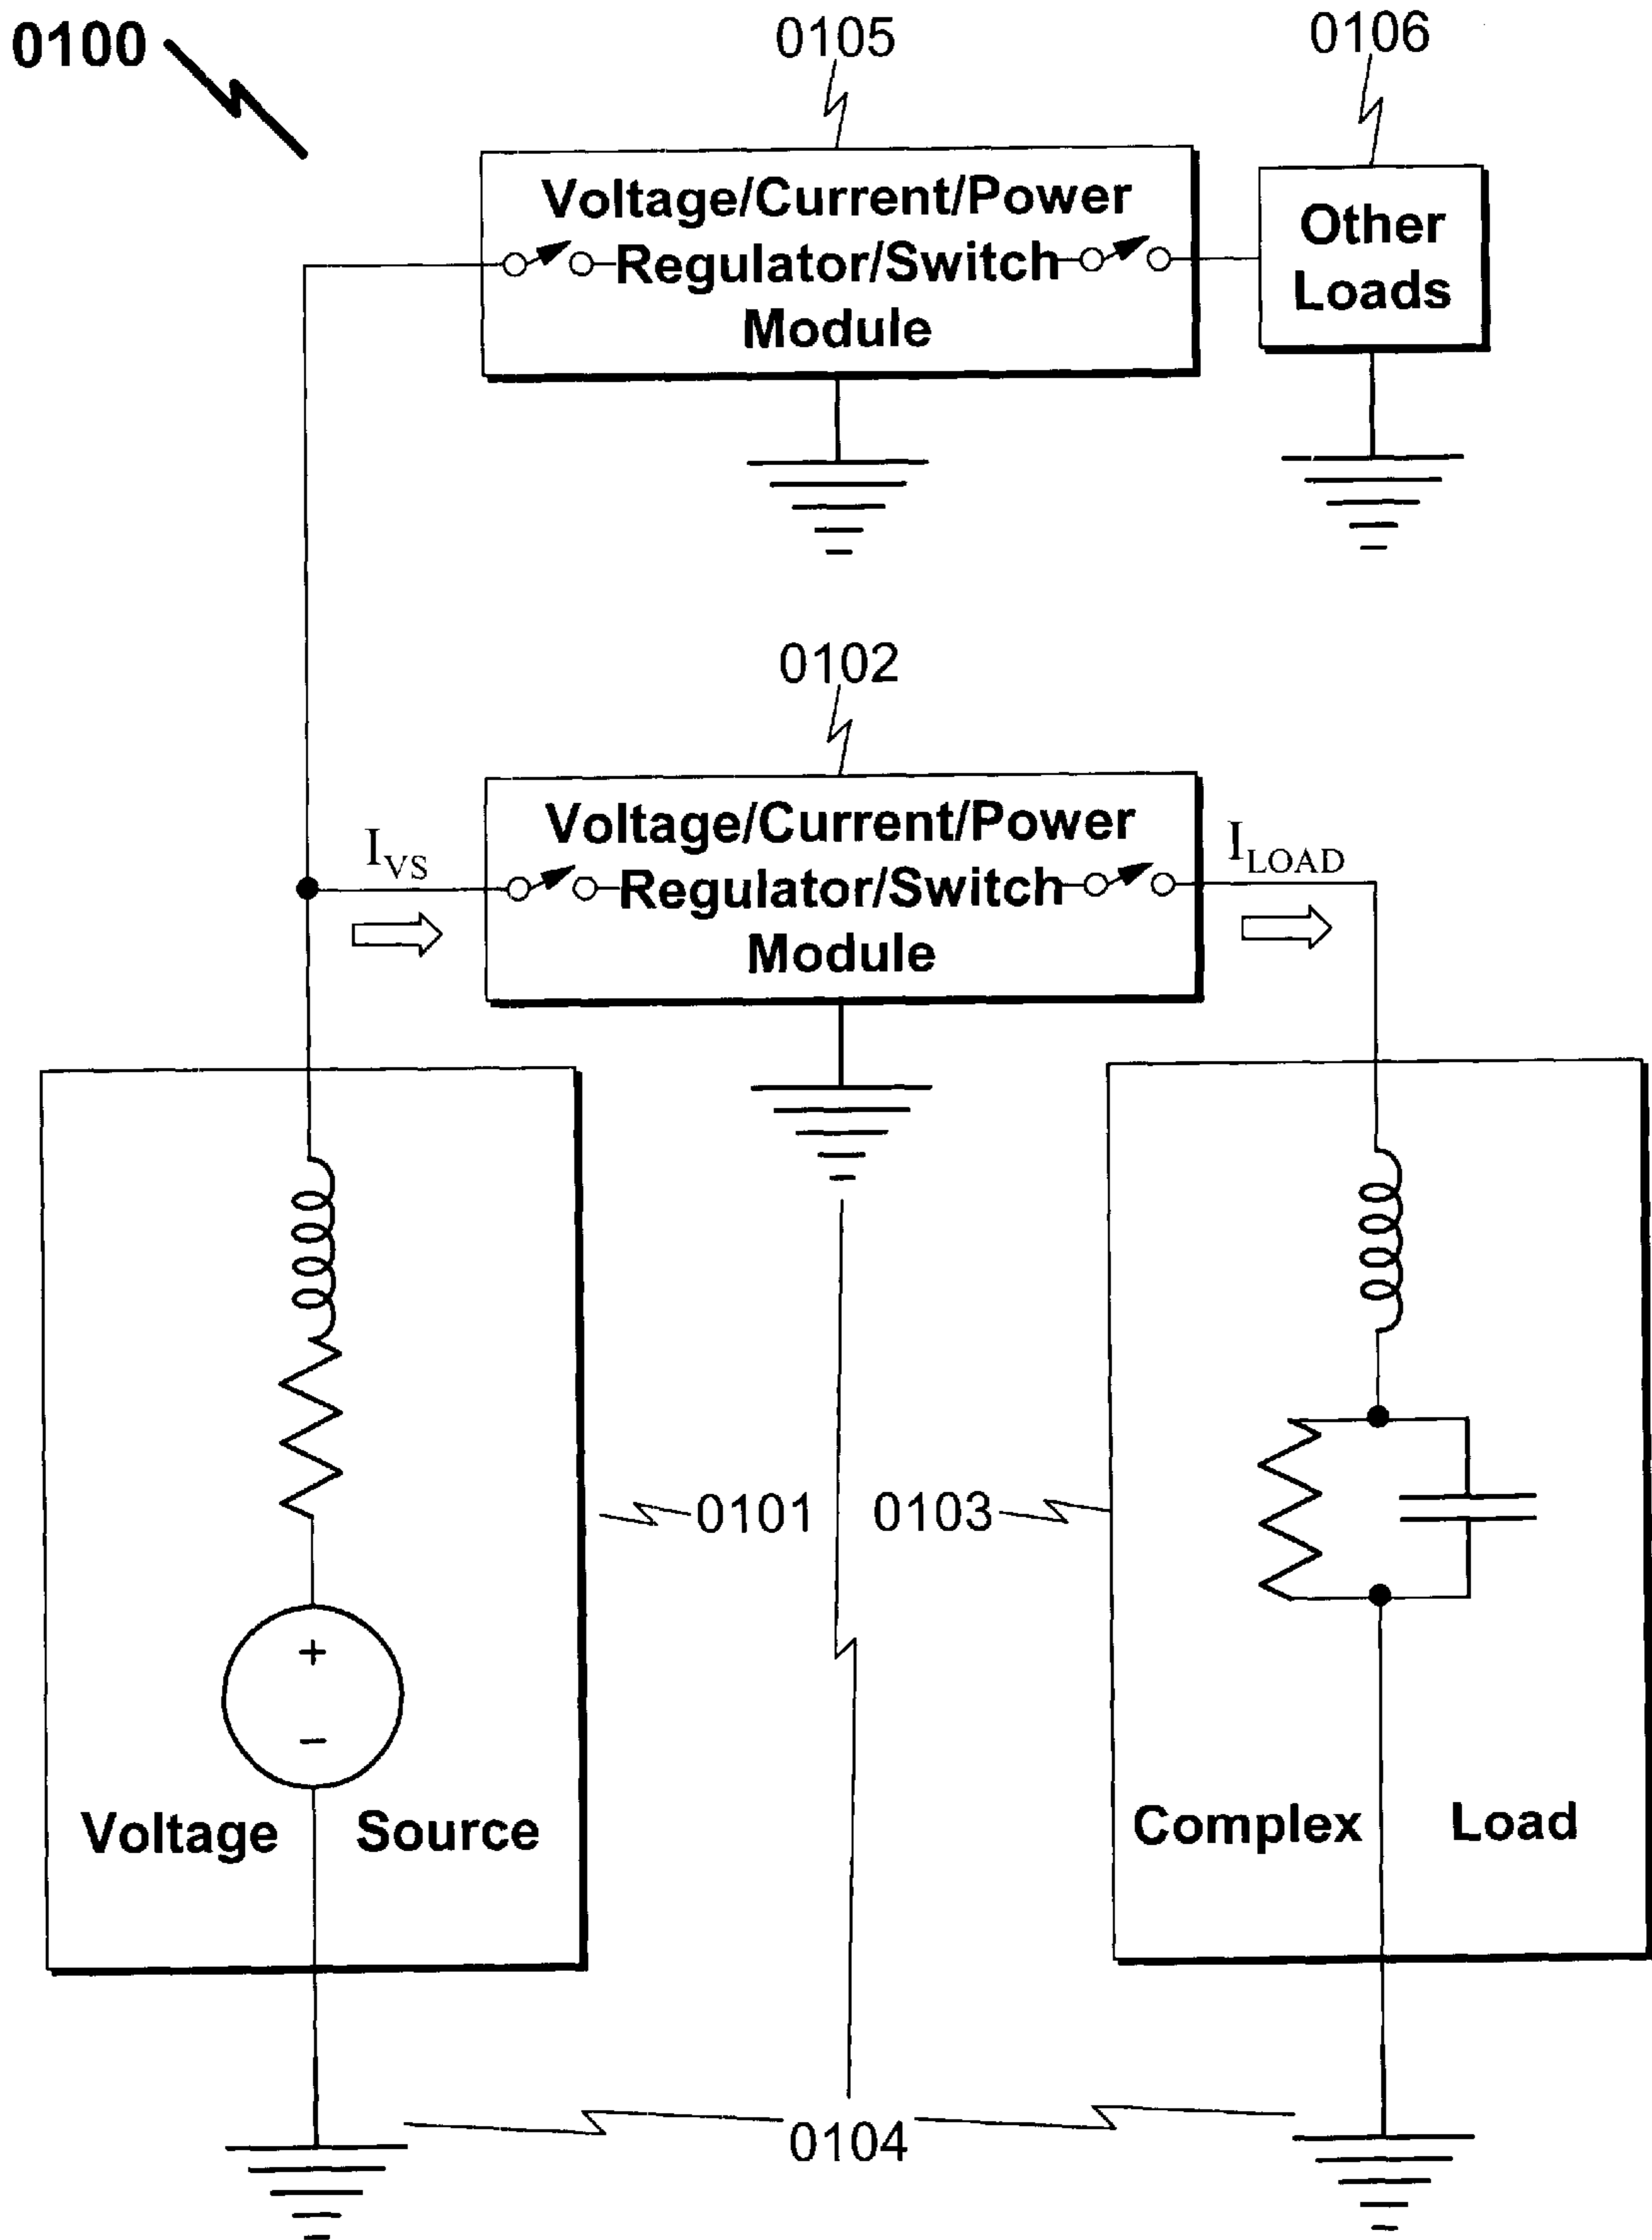 0100
0105
0106
Voltage/Current/Power
Regulator/Switch
Module
Other
Loads
0102
I_VS
Voltage/Current/Power
Regulator/Switch
Module
I_LOAD
0101
0103
+
−
Voltage Source
Complex Load
0104